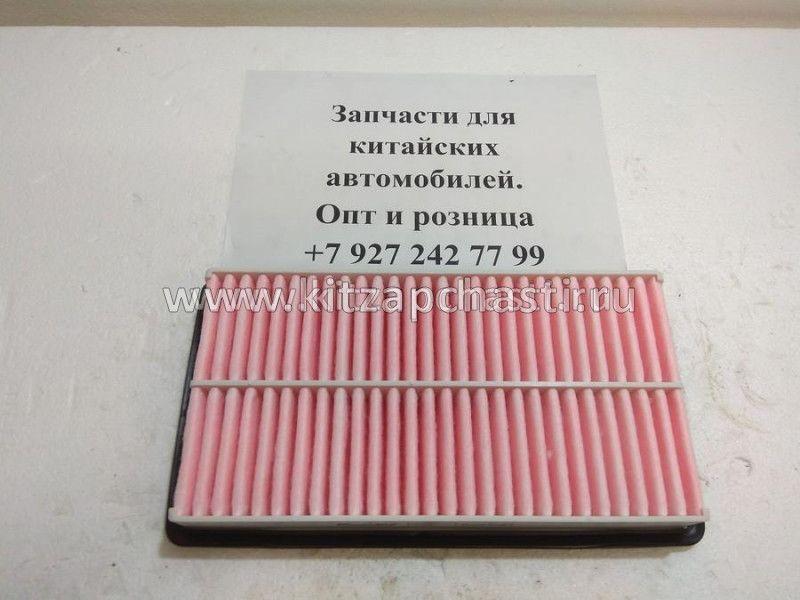 Запчасти для
китайских
автомобилей.
Опт и розница
+7 927 242 77 99
www.kitzapchasti.ru